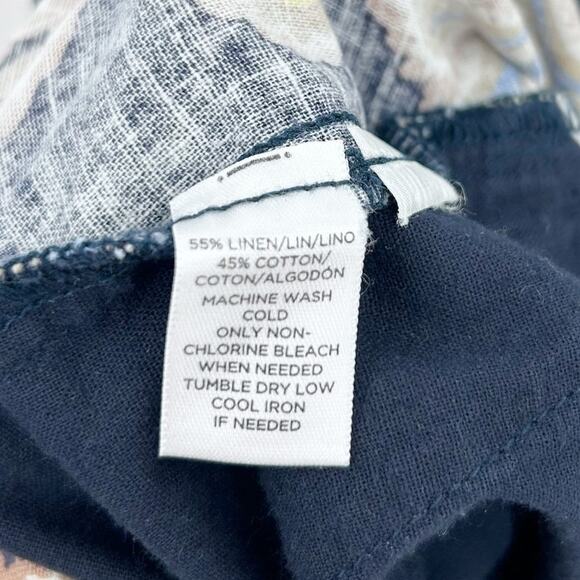 55% LINEN/LIN/LINO
45% COTTON/
COTON/ALGODÓN
MACHINE WASH
COLD
ONLY NON-
CHLORINE BLEACH
WHEN NEEDED
TUMBLE DRY LOW
COOL IRON
IF NEEDED